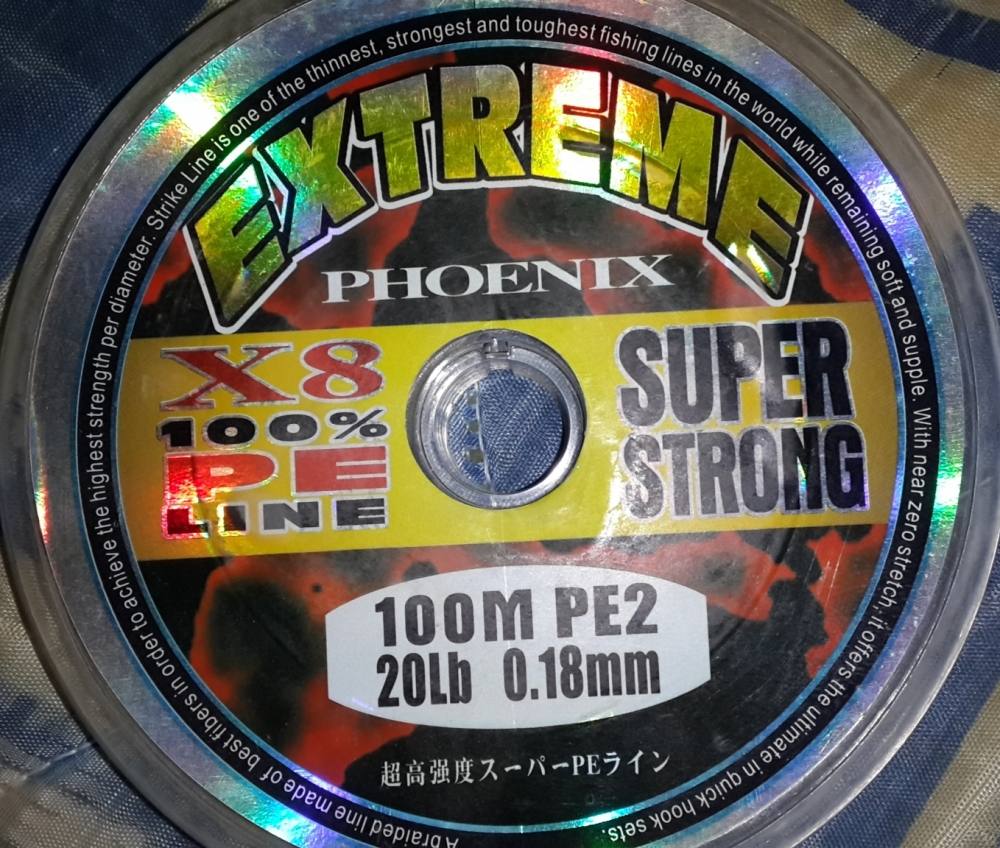 A braided line made of best fibers in order to achieve the highest strength per diameter. Strike Line is one of the thinnest, strongest and toughest fishing lines in the world while remaining soft and supple. With near zero stretch, it offers the ultimate in quick hook sets.
EXTREME
PHOENIX
X8
100%
PE
LINE
SUPER
STRONG
100M PE2
20Lb 0.18mm
超高强度スーパーPEライン